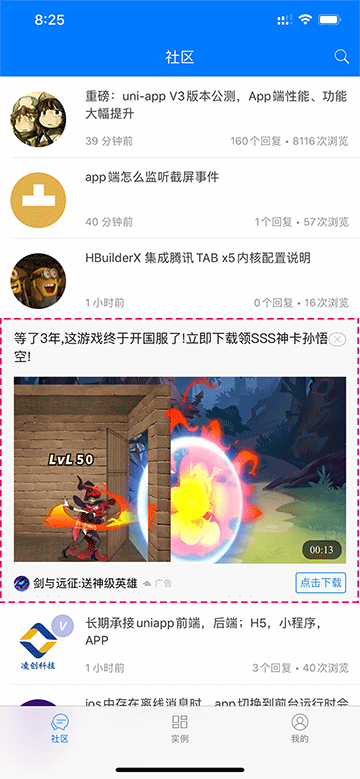 8:25
社区
重磅：uni-app V3版本公测，App端性能、功能
大幅提升
39 分钟前
160个回复 • 8116次浏览
app端怎么监听截屏事件
40 分钟前
1个回复 • 57次浏览
HBuilderX 集成腾讯TAB x5内核配置说明
1 小时前
0个回复 • 16次浏览
等了3年,这游戏终于开国服了!立即下载领SSS神卡孙悟
空!
LvL 50
00:13
剑与远征:送神级英雄
广告
点击下载
V
凌创科技
长期承接uniapp前端，后端；H5，小程序，
APP
1小时前
3个回复 • 40次浏览
ios中存在离线消息时，app切换到前台运行时会
社区
实例
我的